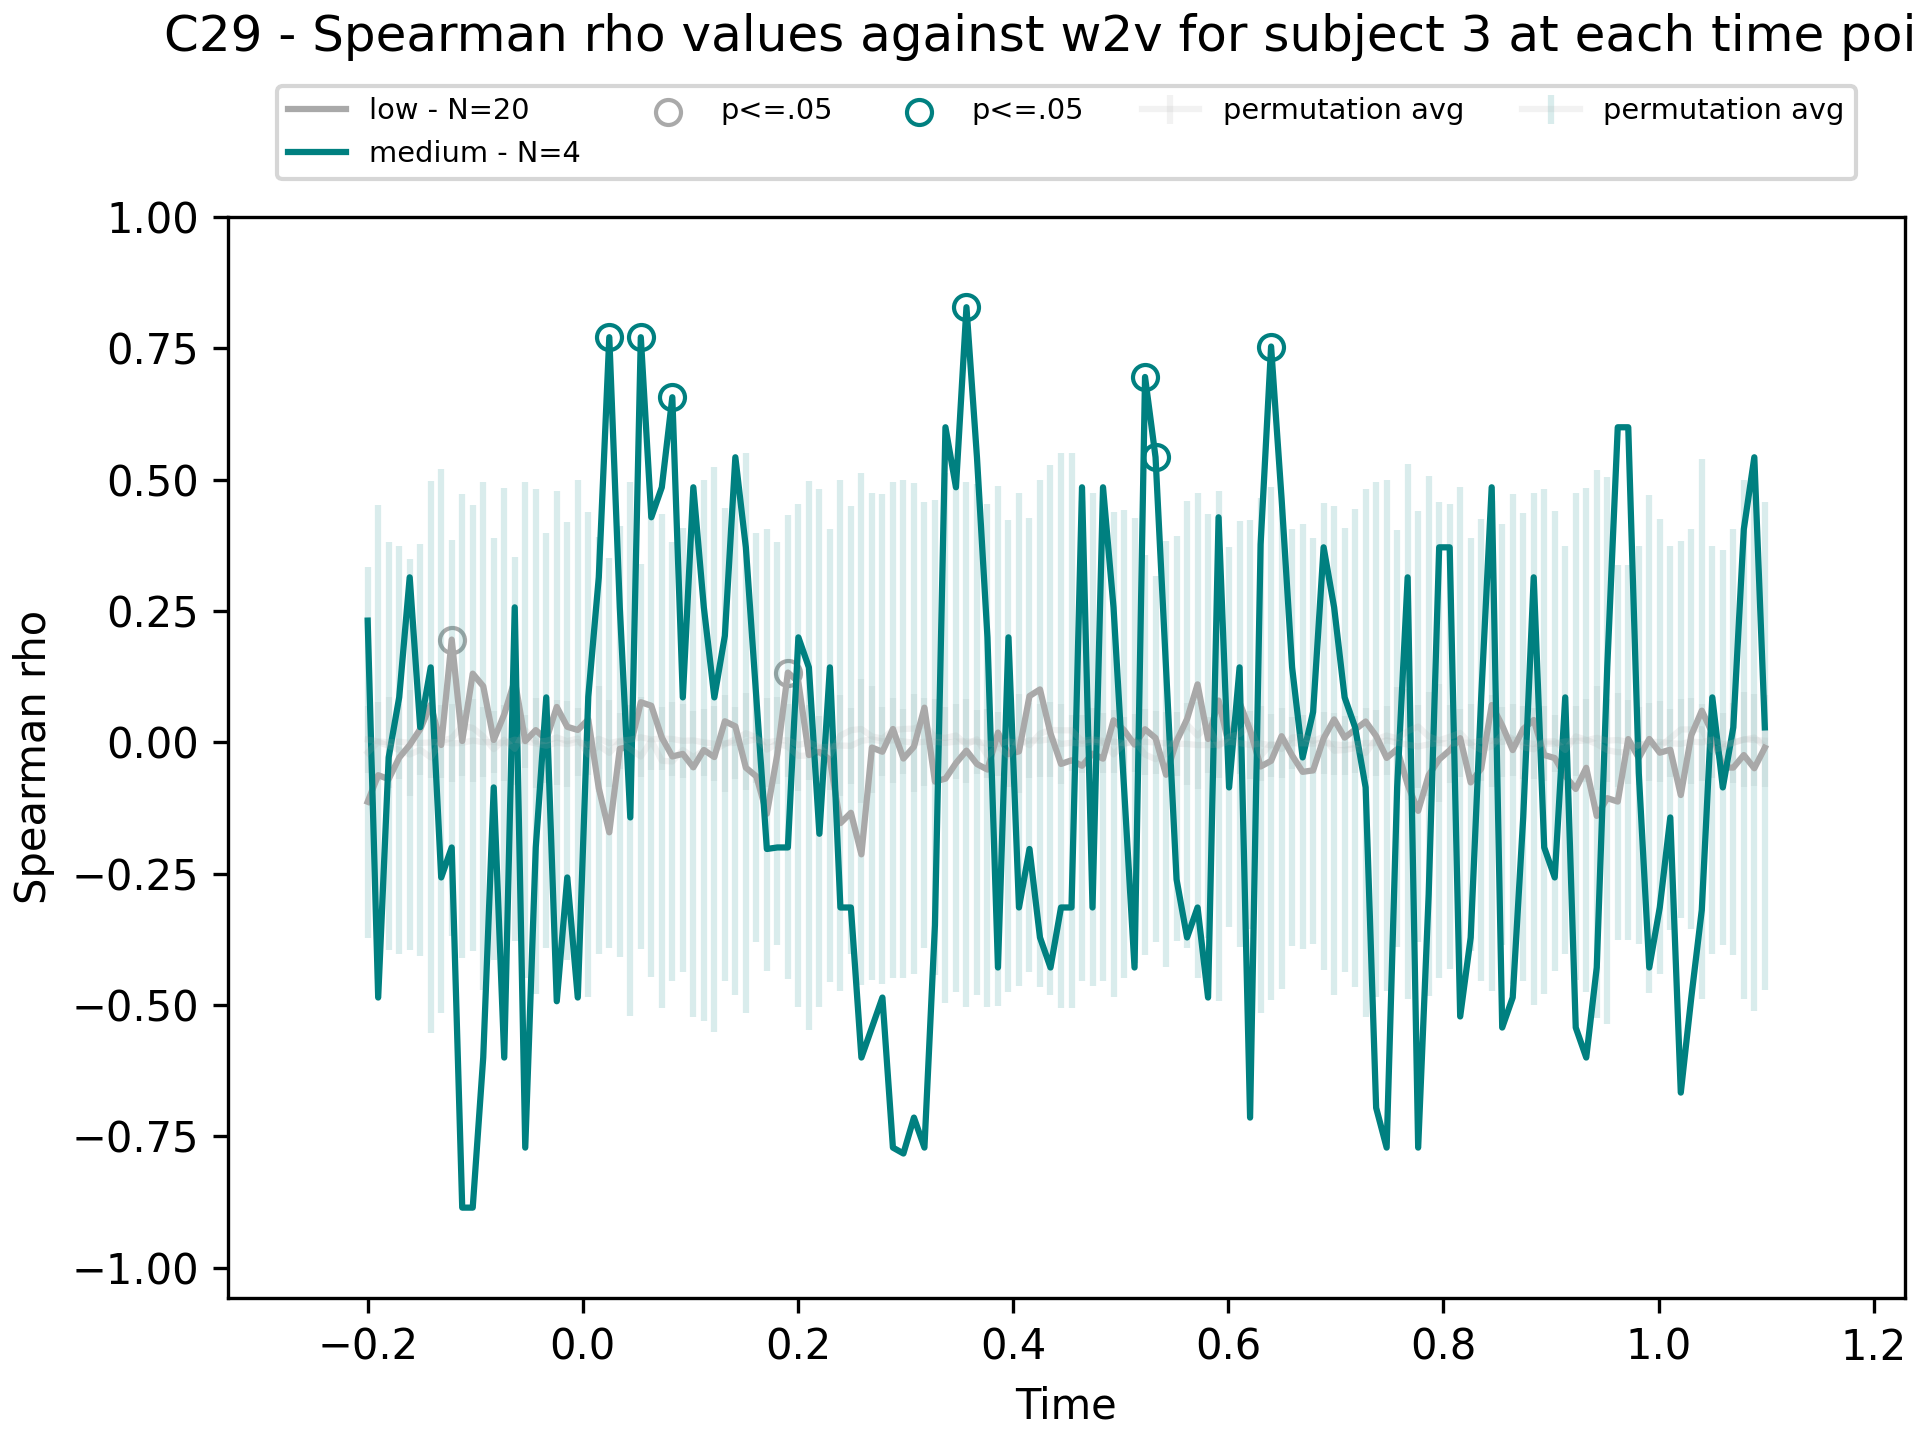 C29 - Spearman rho values against w2v for subject 3 at each time poi
low - N=20 p<=.05 p<=.05 permutation avg permutation avg
medium - N=4
1.00
0.75
0.50
0.25
0.00
−0.25
−0.50
−0.75
−1.00
Spearman rho
−0.2 0.0 0.2 0.4 0.6 0.8 1.0 1.2
Time